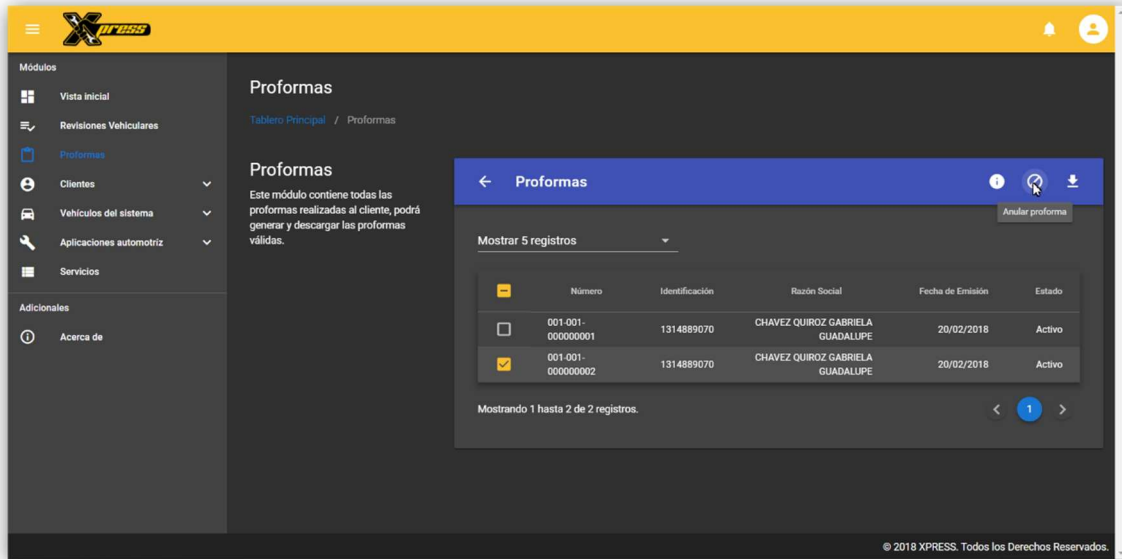 Xpress
Módulos
Vista inicial
Revisiones Vehiculares
Proformas
Clientes
Vehículos del sistema
Aplicaciones automotriz
Servicios
Adicionales
Acerca de
Proformas
Tablero Principal / Proformas
Proformas
Este módulo contiene todas las
proformas realizadas al cliente, podrá
generar y descargar las proformas
válidas.
Proformas
Anular proforma
Mostrar 5 registros
Número Identificación Razón Social Fecha de Emisión Estado
001-001-
000000001 1314889070 CHAVEZ QUIROZ GABRIELA
GUADALUPE 20/02/2018 Activo
001-001-
000000002 1314889070 CHAVEZ QUIROZ GABRIELA
GUADALUPE 20/02/2018 Activo
Mostrando 1 hasta 2 de 2 registros.
1
© 2018 XPRESS. Todos los Derechos Reservados.